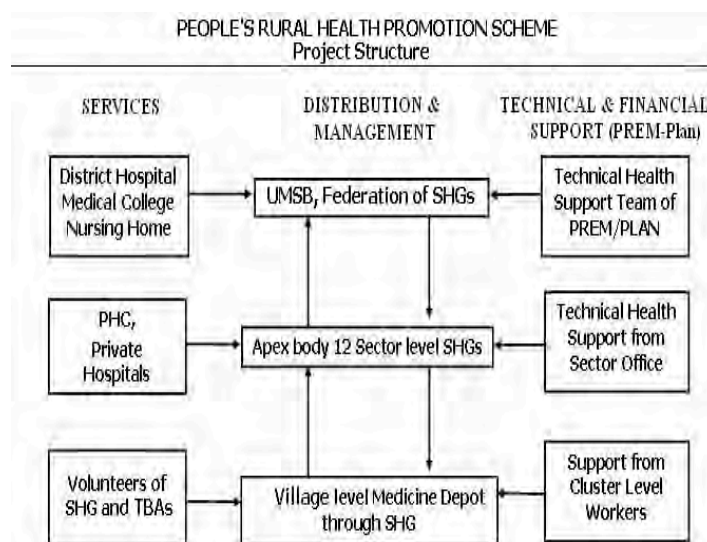 PEOPLE'S RURAL HEALTH PROMOTION SCHEME
Project Structure
SERVICES
DISTRIBUTION &
MANAGEMENT
TECHNICAL & FINANCIAL
SUPPORT (PREM-Plan)
District Hospital
Medical College
Nursing Home
UMSB, Federation of SHGs
Technical Health
Support Team of
PREM/PLAN
PHC,
Private
Hospitals
Apex body 12 Sector level SHGs
Technical Health
Support from
Sector Office
Volunteers of
SHG and TBAs
Village level Medicine Depot
through SHG
Support from
Cluster Level
Workers